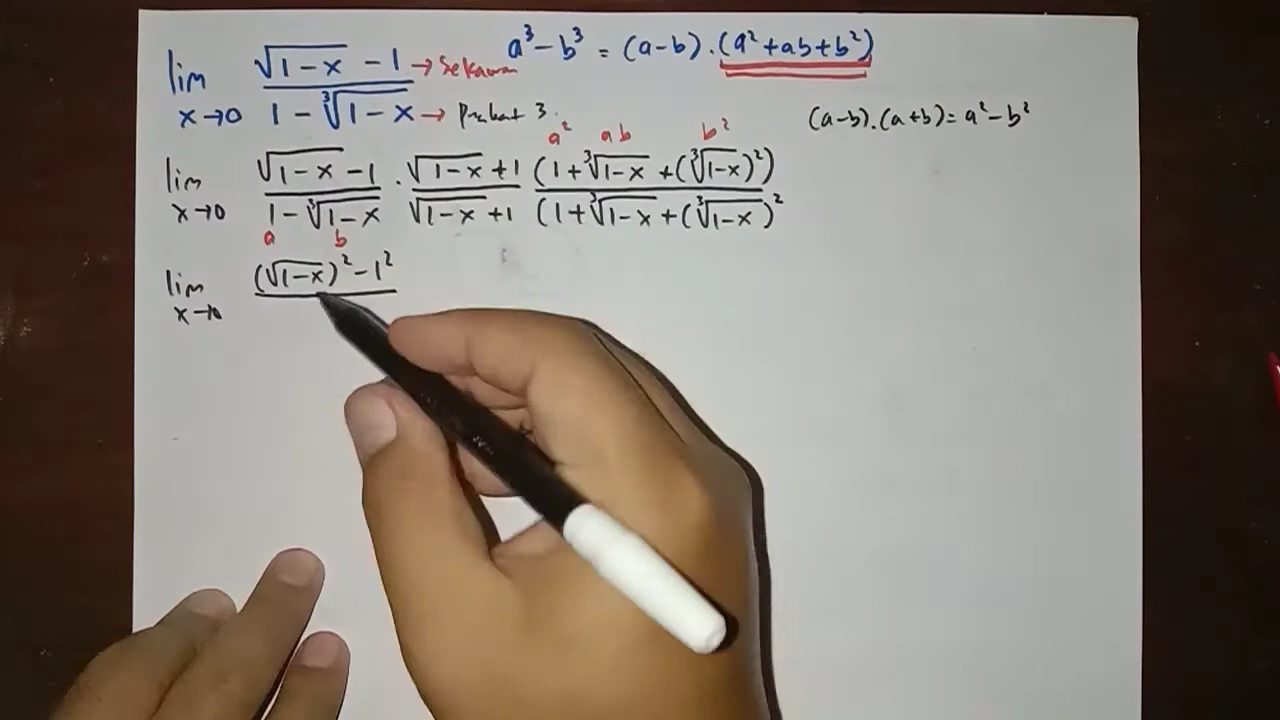 a³ - b³ = (a-b) . (a² + ab + b²)
lim x→0 (√(1-x) - 1) / (1 - ∛(1-x)) → Sekawan → Pangkat 3
(a-b).(a+b) = a² - b²
a² ab b²
lim x→0 (√(1-x) - 1) / (1 - ∛(1-x)) . (√(1-x) + 1) / (√(1-x) + 1) (1 + ∛(1-x) + (∛(1-x))²) / (1 + ∛(1-x) + (∛(1-x))²
a b
lim x→0 (√(1-x))² - 1²